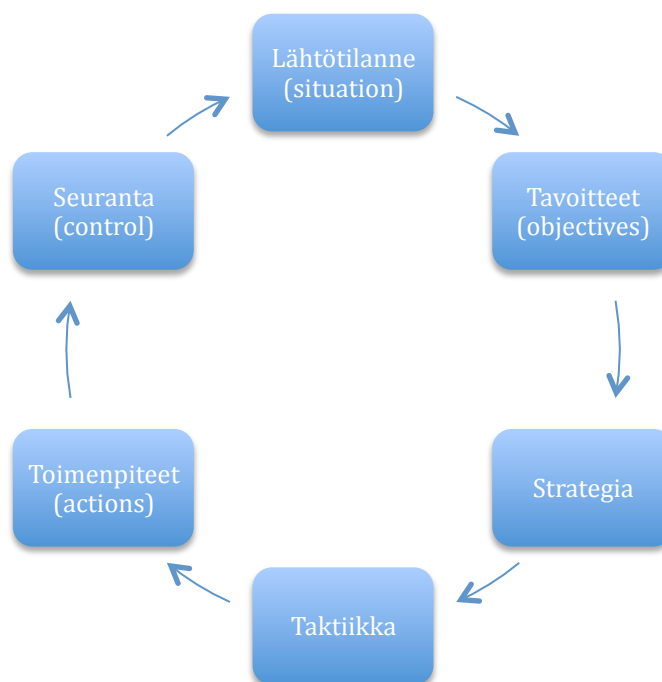 Lähtötilanne
(situation)
Tavoitteet
(objectives)
Strategia
Taktiikka
Toimenpiteet
(actions)
Seuranta
(control)